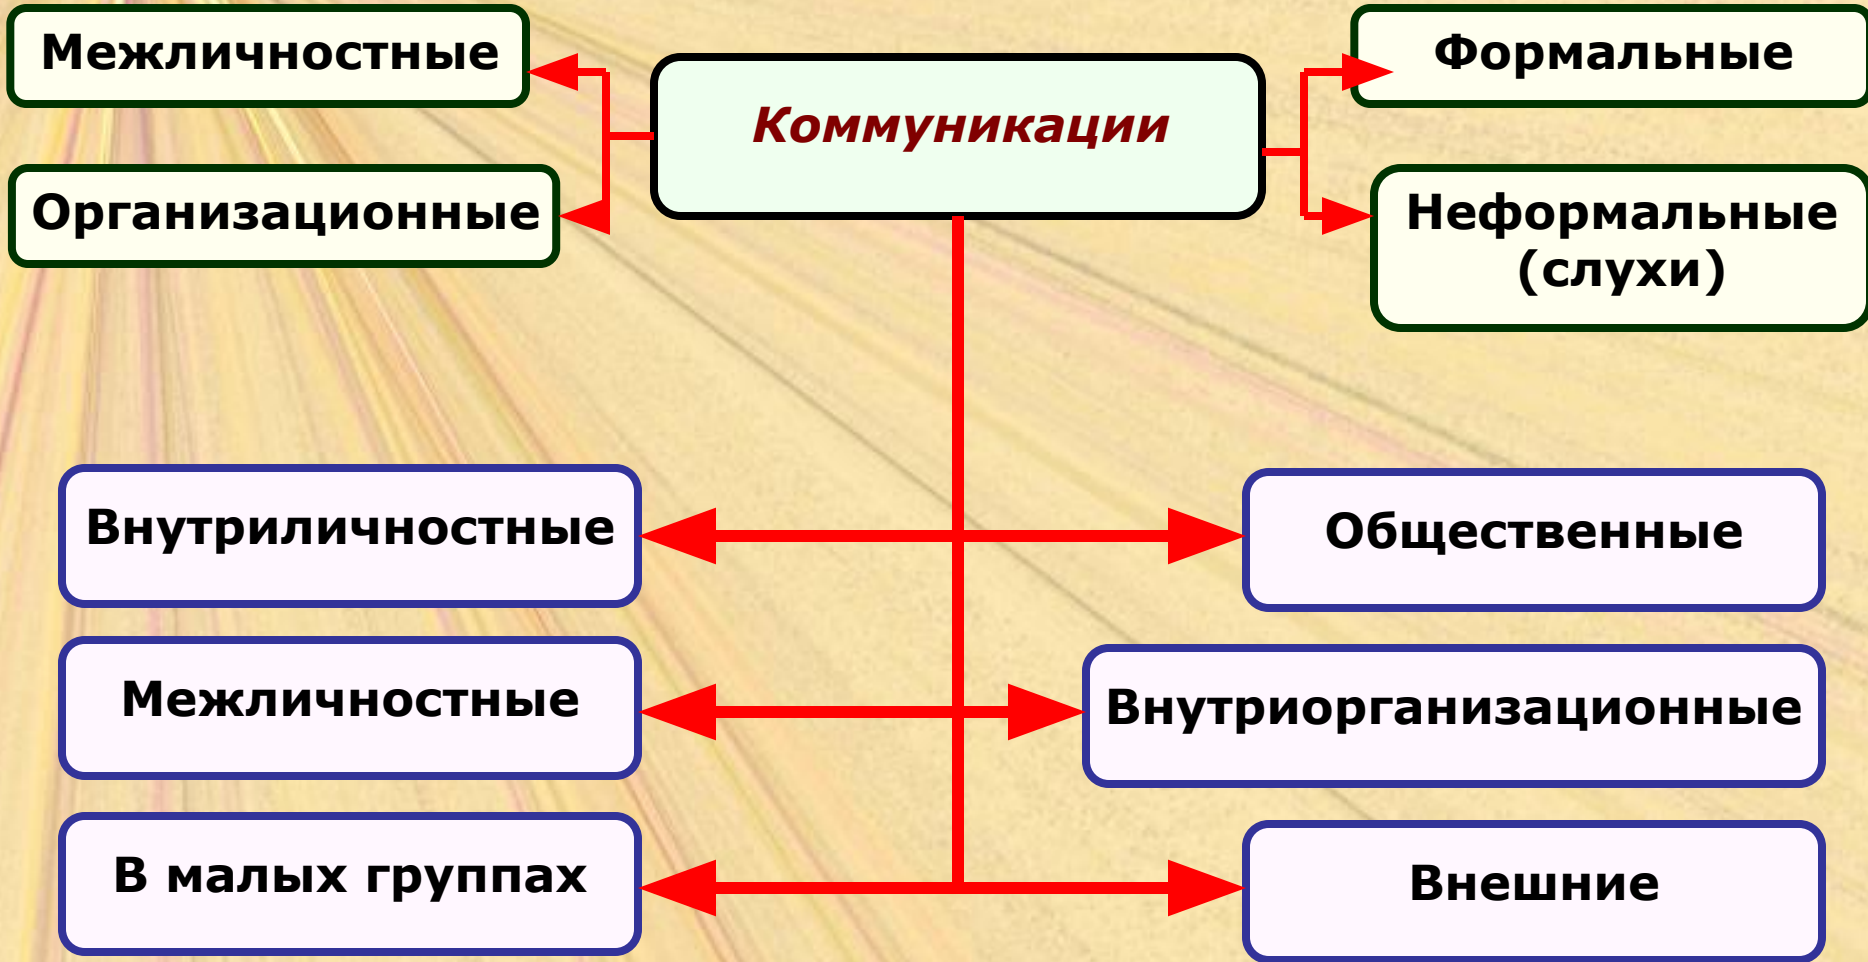 Межличностные
Коммуникации
Формальные
Организационные
Неформальные
(слухи)
Внутриличностные
Общественные
Межличностные
Внутриорганизационные
В малых группах
Внешние